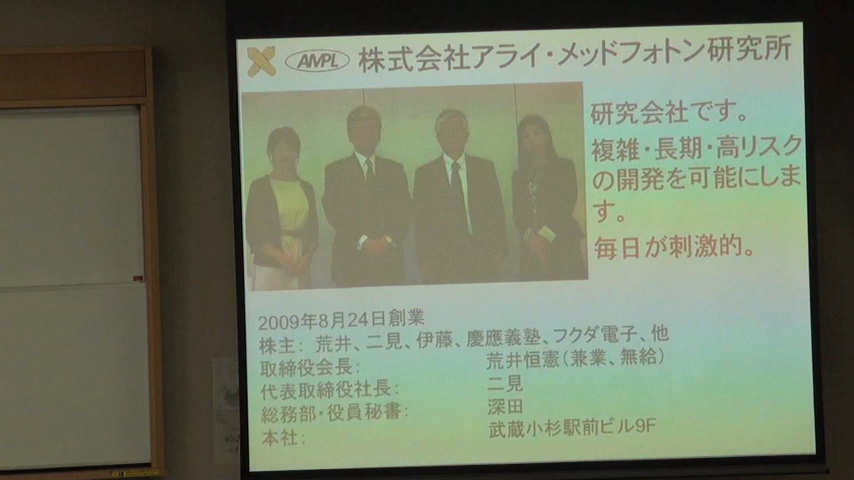 AMPL 株式会社アライ・メッドフォトン研究所
研究会社です。
複雑・長期・高リスク
の開発を可能にしま
す。
毎日が刺激的。
2009年8月24日創業
株主： 荒井、二見、伊藤、慶應義塾、フクダ電子、他
取締役会長： 荒井恒憲（兼業、無給）
代表取締役社長： 二見
総務部・役員秘書： 深田
本社： 武蔵小杉駅前ビル9F